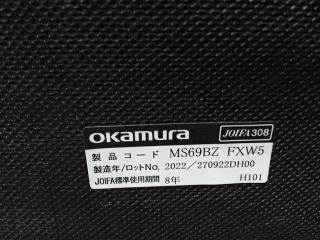 OKamura JOIFA308
製品コード MS69BZ FXW5
製造年/ロットNo. 2022/270922DH00
JOIFA標準使用期間 8年 H101